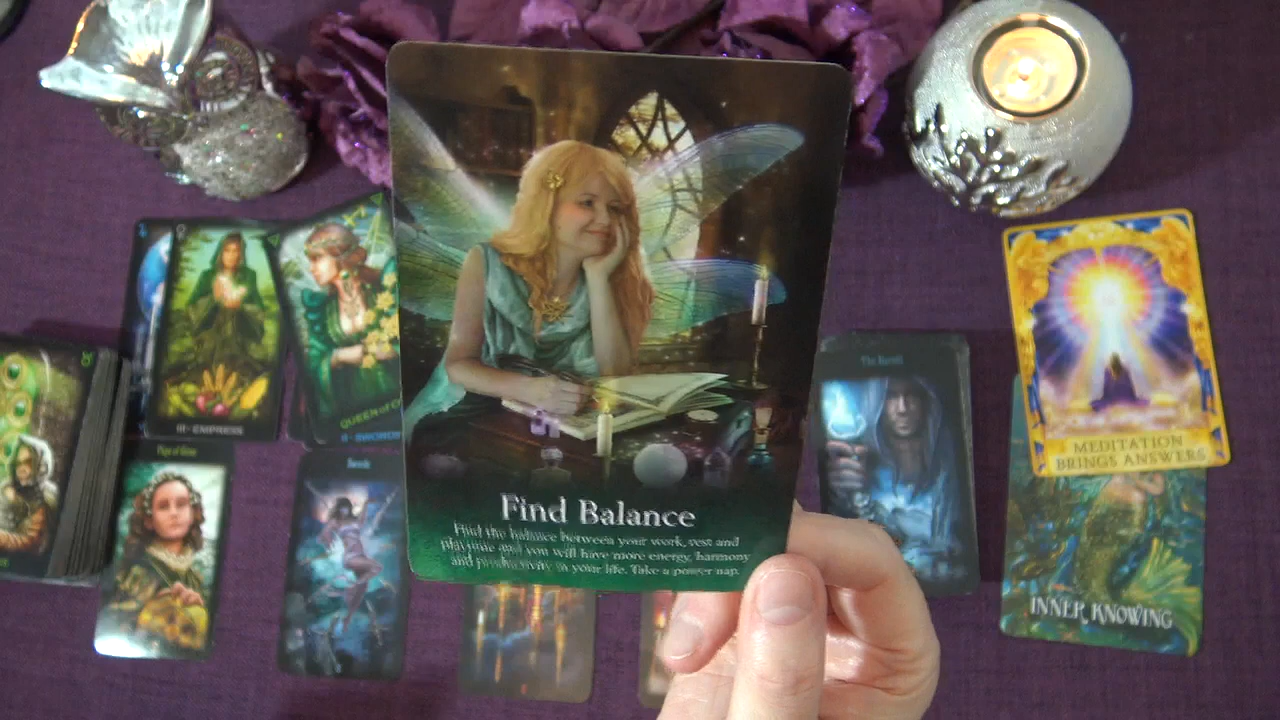 Find Balance
Find the balance between your work, rest and
playtime and you will have more energy, harmony
and productivity in your life. Take a power nap.
III - EMPRESS
QUEEN of
II - SWORDS
Page of
Swords
The Hermit
MEDITATION
BRINGS ANSWERS
INNER KNOWING